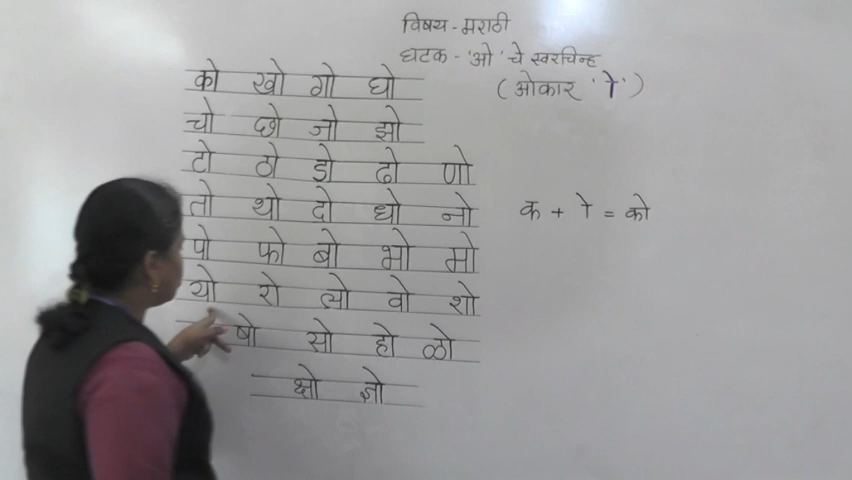 विषय - मराठी
घटक - 'ओ' चे स्वरचिन्ह
(ओकार 'ो')
को खो गो घो
चो छो जो झो
टो ठो डो ढो णो
तो थो दो धो नो
क + ो = को
पो फो बो भो मो
यो रो लो वो शो
षो सो हो ळो
क्षो ज्ञो